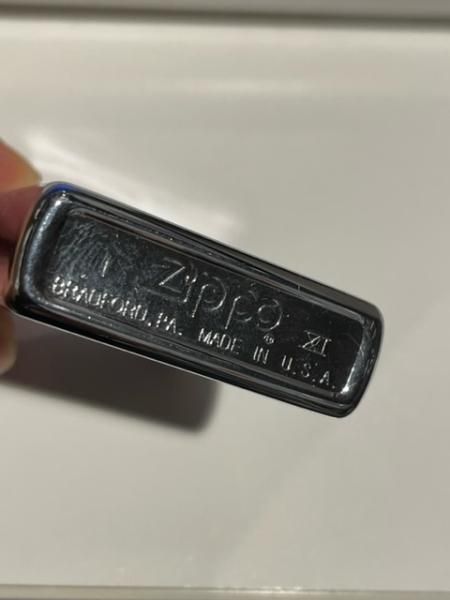 I Zippo ® XI
BRADFORD, PA. MADE IN U.S.A.